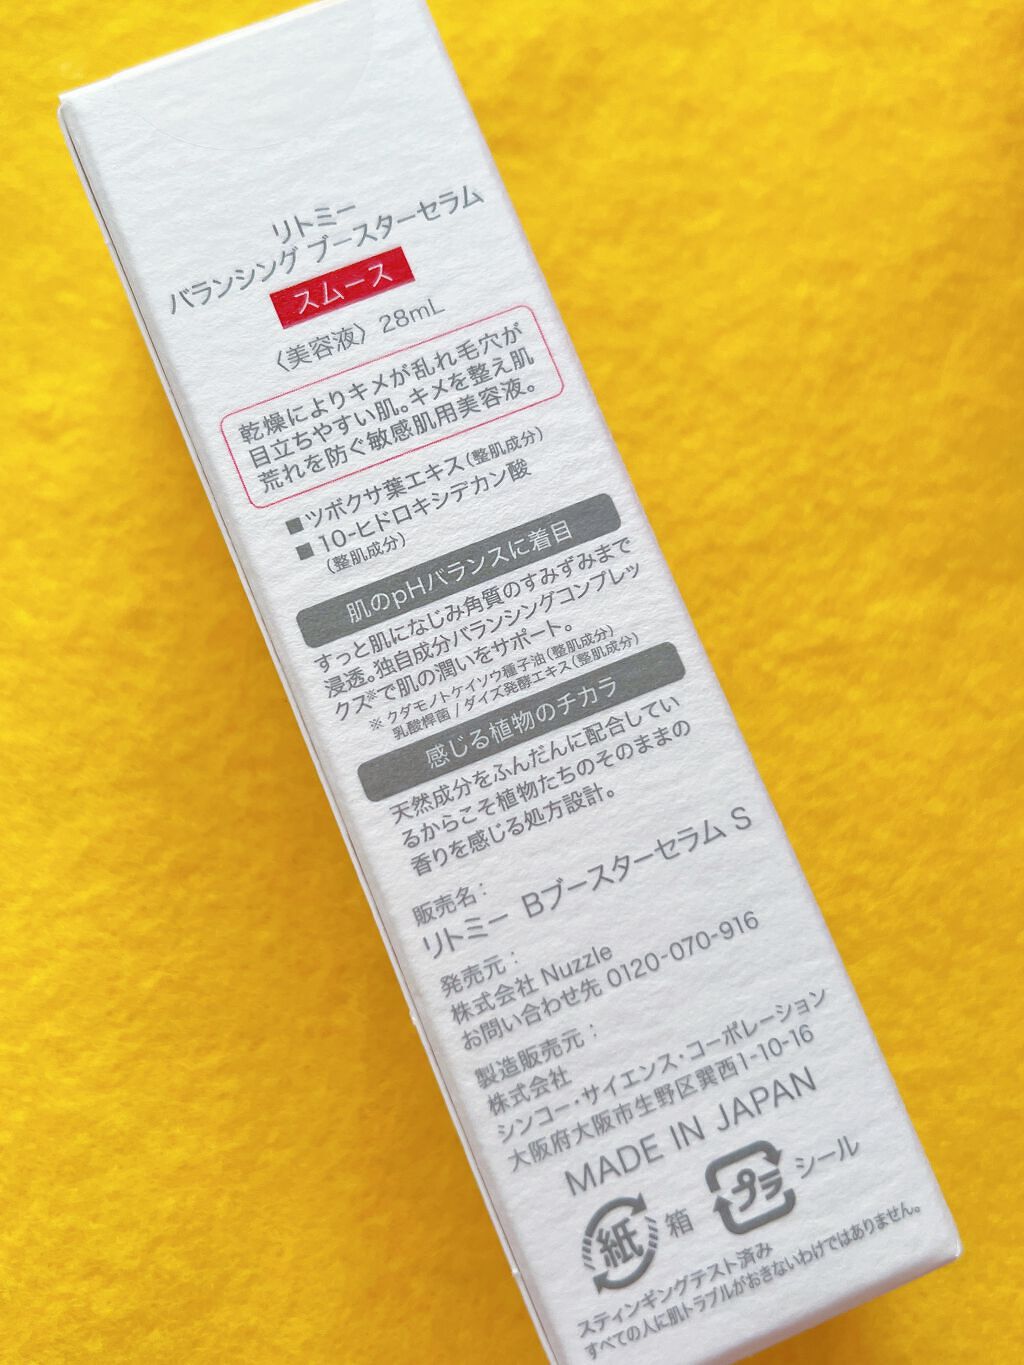 リトミー
バランシング ブースターセラム
スムース
〈美容液〉 28mL
乾燥によりキメが乱れ毛穴が
目立ちやすい肌。キメを整え肌
荒れを防ぐ敏感肌用美容液。
■ツボクサ葉エキス(整肌成分)
■10-ヒドロキシデカン酸
(整肌成分)
肌のpHバランスに着目
すっと肌になじみ角質のすみずみまで
浸透。独自成分バランシングコンプレッ
クス※で肌の潤いをサポート。
※ クダモノトケイソウ種子油(整肌成分)
乳酸桿菌/ダイズ発酵エキス(整肌成分)
感じる植物のチカラ
天然成分をふんだんに配合してい
るからこそ植物たちのそのままの
香りを感じる処方設計。
販売名:
リトミー Bブースターセラム S
発売元:
株式会社 Nuzzle
お問い合わせ先 0120-070-916
製造販売元:
株式会社
シンコー・サイエンス・コーポレーション
大阪府大阪市生野区巽西1-10-16
MADE IN JAPAN
紙 箱 プラ シール
スティンギングテスト済み
すべての人に肌トラブルがおきないわけではありません。